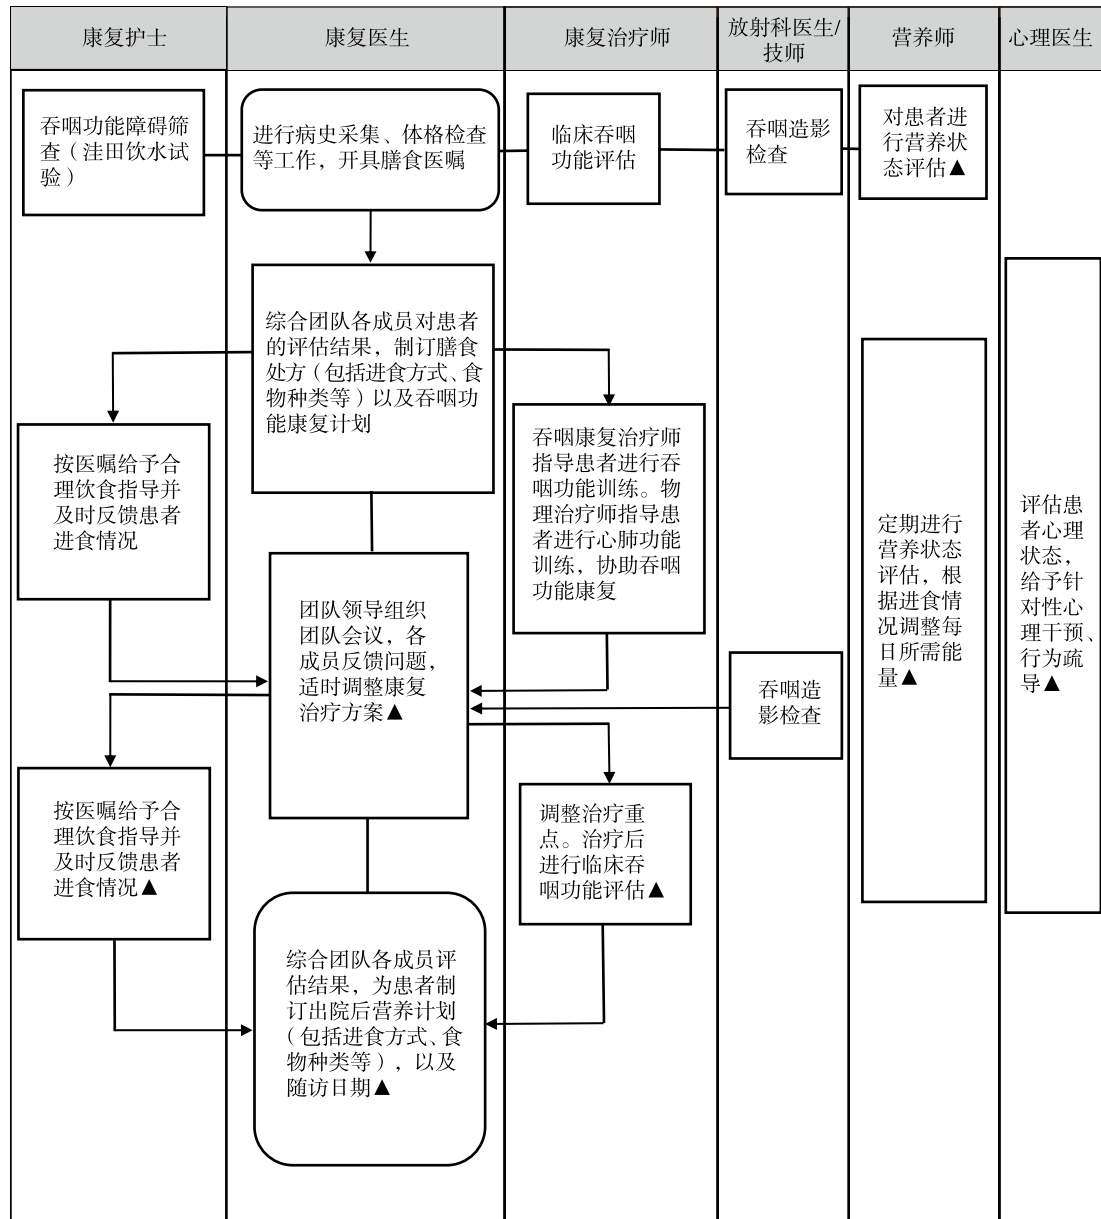 康复护士
康复医生
康复治疗师
放射科医生/
技师
营养师
心理医生
吞咽功能障碍筛
查(洼田饮水试
验)
进行病史采集、体格检查
等工作，开具膳食医嘱
临床吞咽
功能评估
吞咽造影
检查
对患者进
行营养状
态评估▲
综合团队各成员对患者
的评估结果，制订膳食
处方(包括进食方式、食
物种类等)以及吞咽功
能康复计划
按医嘱给予合
理饮食指导并
及时反馈患者
进食情况
吞咽康复治疗师
指导患者进行吞
咽功能训练。物
理治疗师指导患
者进行心肺功能
训练，协助吞咽
功能康复
定期进行
营养状态
评估，根
据进食情
况调整每
日所需能
量▲
评估患
者心理
状态，
给予针
对性心
理干预、
行为疏
导▲
团队领导组织
团队会议，各
成员反馈问题，
适时调整康复
治疗方案▲
吞咽造
影检查
按医嘱给予合
理饮食指导并
及时反馈患者
进食情况▲
调整治疗重
点。治疗后
进行临床吞
咽功能评估▲
综合团队各成员评
估结果，为患者制
订出院后营养计划
(包括进食方式、食
物种类等)，以及
随访日期▲